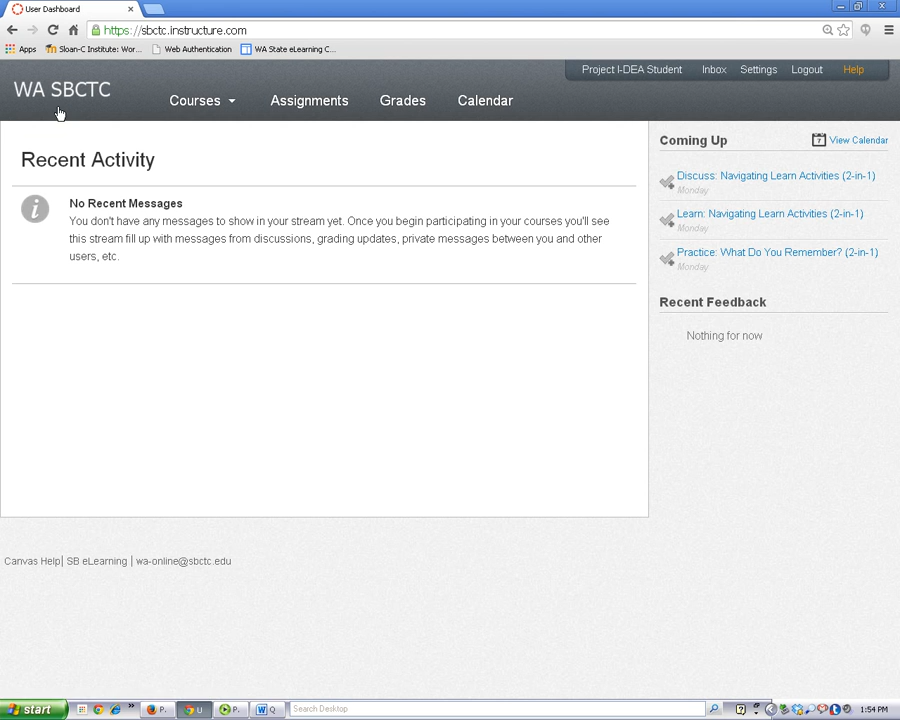 User Dashboard
https://sbctc.instructure.com
Apps
Sloan-C Institute: Wor...
Web Authentication
WA State eLearning C...
Project I-DEA Student
Inbox
Settings
Logout
Help
WA SBCTC
Courses
Assignments
Grades
Calendar
Recent Activity
No Recent Messages
You don't have any messages to show in your stream yet. Once you begin participating in your courses you'll see
this stream fill up with messages from discussions, grading updates, private messages between you and other
users, etc.
Coming Up
7
View Calendar
Discuss: Navigating Learn Activities (2-in-1)
Monday
Learn: Navigating Learn Activities (2-in-1)
Monday
Practice: What Do You Remember? (2-in-1)
Monday
Recent Feedback
Nothing for now
Canvas Help| SB eLearning | wa-online@sbctc.edu
start
P.
U
P.
Q
Search Desktop
1:54 PM